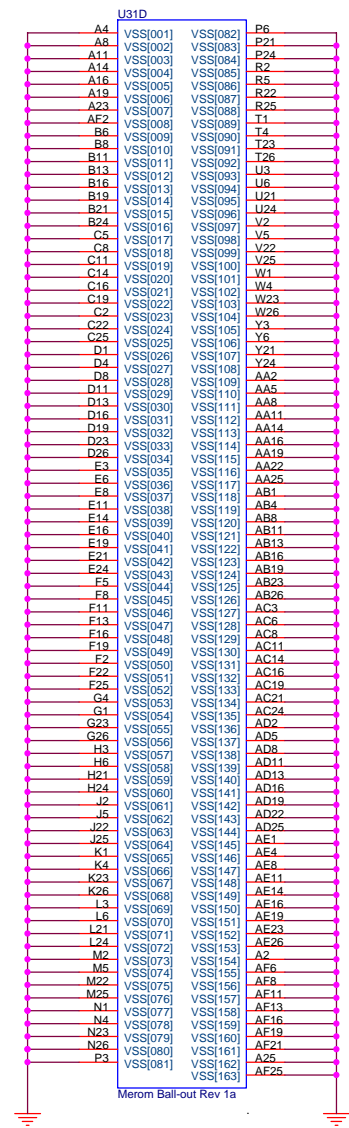 U31D
A4 VSS[001] VSS[082] P6
A8 VSS[002] VSS[083] P21
A11 VSS[003] VSS[084] P24
A14 VSS[004] VSS[085] R2
A16 VSS[005] VSS[086] R5
A19 VSS[006] VSS[087] R22
A23 VSS[007] VSS[088] R25
AF2 VSS[008] VSS[089] T1
B6 VSS[009] VSS[090] T4
B8 VSS[010] VSS[091] T23
B11 VSS[011] VSS[092] T26
B13 VSS[012] VSS[093] U3
B16 VSS[013] VSS[094] U6
B19 VSS[014] VSS[095] U21
B21 VSS[015] VSS[096] U24
B24 VSS[016] VSS[097] V2
C5 VSS[017] VSS[098] V5
C8 VSS[018] VSS[099] V22
C11 VSS[019] VSS[100] V25
C14 VSS[020] VSS[101] W1
C16 VSS[021] VSS[102] W4
C19 VSS[022] VSS[103] W23
C2 VSS[023] VSS[104] W26
C22 VSS[024] VSS[105] Y3
C25 VSS[025] VSS[106] Y6
D1 VSS[026] VSS[107] Y21
D4 VSS[027] VSS[108] Y24
D8 VSS[028] VSS[109] AA2
D11 VSS[029] VSS[110] AA5
D13 VSS[030] VSS[111] AA8
D16 VSS[031] VSS[112] AA11
D19 VSS[032] VSS[113] AA14
D23 VSS[033] VSS[114] AA16
D26 VSS[034] VSS[115] AA19
E3 VSS[035] VSS[116] AA22
E6 VSS[036] VSS[117] AA25
E8 VSS[037] VSS[118] AB1
E11 VSS[038] VSS[119] AB4
E14 VSS[039] VSS[120] AB8
E16 VSS[040] VSS[121] AB11
E19 VSS[041] VSS[122] AB13
E21 VSS[042] VSS[123] AB16
E24 VSS[043] VSS[124] AB19
F5 VSS[044] VSS[125] AB23
F8 VSS[045] VSS[126] AB26
F11 VSS[046] VSS[127] AC3
F13 VSS[047] VSS[128] AC6
F16 VSS[048] VSS[129] AC8
F19 VSS[049] VSS[130] AC11
F2 VSS[050] VSS[131] AC14
F22 VSS[051] VSS[132] AC16
F25 VSS[052] VSS[133] AC19
G4 VSS[053] VSS[134] AC21
G1 VSS[054] VSS[135] AC24
G23 VSS[055] VSS[136] AD2
G26 VSS[056] VSS[137] AD5
H3 VSS[057] VSS[138] AD8
H6 VSS[058] VSS[139] AD11
H21 VSS[059] VSS[140] AD13
H24 VSS[060] VSS[141] AD16
J2 VSS[061] VSS[142] AD19
J5 VSS[062] VSS[143] AD22
J22 VSS[063] VSS[144] AD25
J25 VSS[064] VSS[145] AE1
K1 VSS[065] VSS[146] AE4
K4 VSS[066] VSS[147] AE8
K23 VSS[067] VSS[148] AE11
K26 VSS[068] VSS[149] AE14
L3 VSS[069] VSS[150] AE16
L6 VSS[070] VSS[151] AE19
L21 VSS[071] VSS[152] AE23
L24 VSS[072] VSS[153] AE26
M2 VSS[073] VSS[154] A2
M5 VSS[074] VSS[155] AF6
M22 VSS[075] VSS[156] AF8
M25 VSS[076] VSS[157] AF11
N1 VSS[077] VSS[158] AF13
N4 VSS[078] VSS[159] AF16
N23 VSS[079] VSS[160] AF19
N26 VSS[080] VSS[161] AF21
P3 VSS[081] VSS[162] A25
VSS[163] AF25
Merom Ball-out Rev 1a